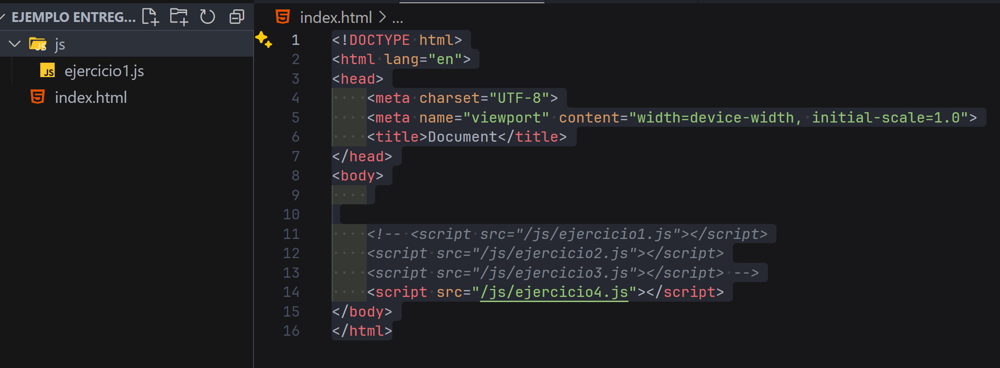 EJEMPLO ENTREG...
js
ejercicio1.js
index.html
index.html > ...
1 <!DOCTYPE html>
2 <html lang="en">
3 <head>
4     <meta charset="UTF-8">
5     <meta name="viewport" content="width=device-width, initial-scale=1.0">
6     <title>Document</title>
7 </head>
8 <body>
9
10
11     <!-- <script src="/js/ejercicio1.js"></script>
12     <script src="/js/ejercicio2.js"></script>
13     <script src="/js/ejercicio3.js"></script> -->
14     <script src="/js/ejercicio4.js"></script>
15 </body>
16 </html>